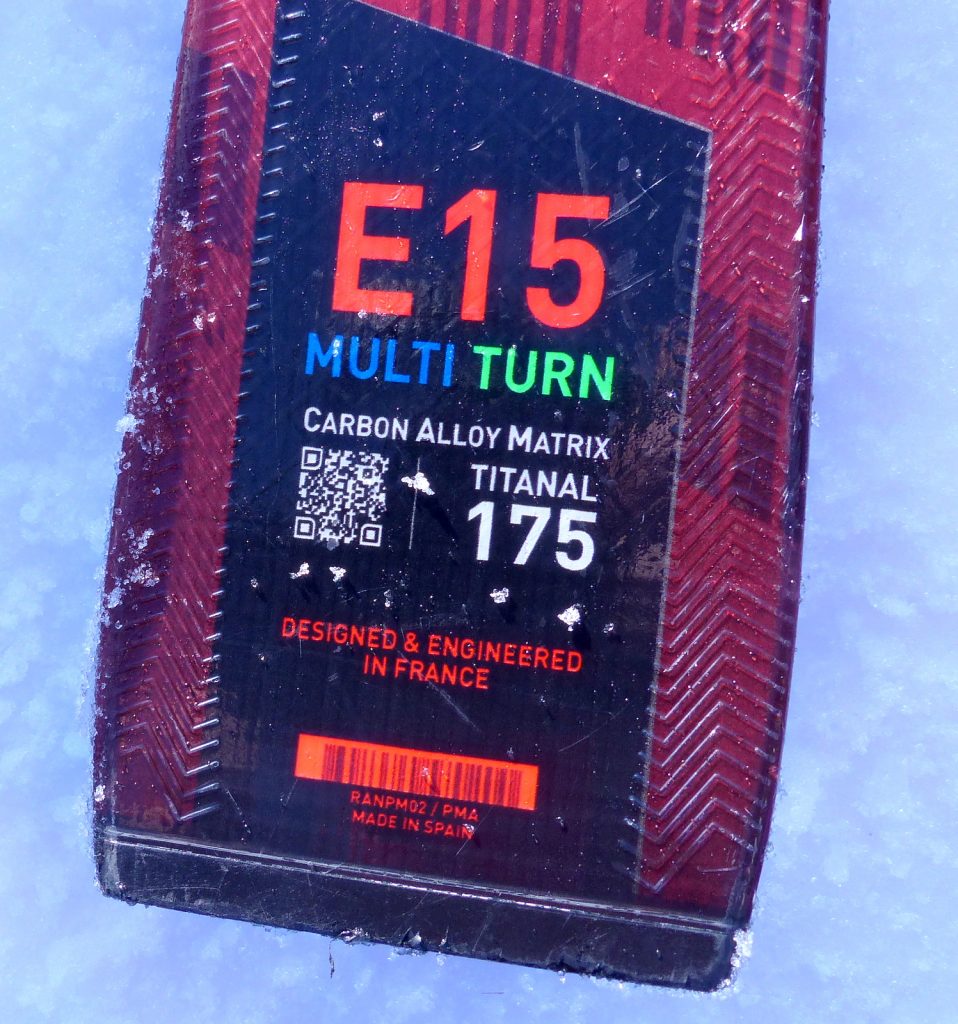 E15
MULTI TURN
CARBON ALLOY MATRIX
TITANAL
175
DESIGNED & ENGINEERED
IN FRANCE
RANPM02 / PMA
MADE IN SPAIN